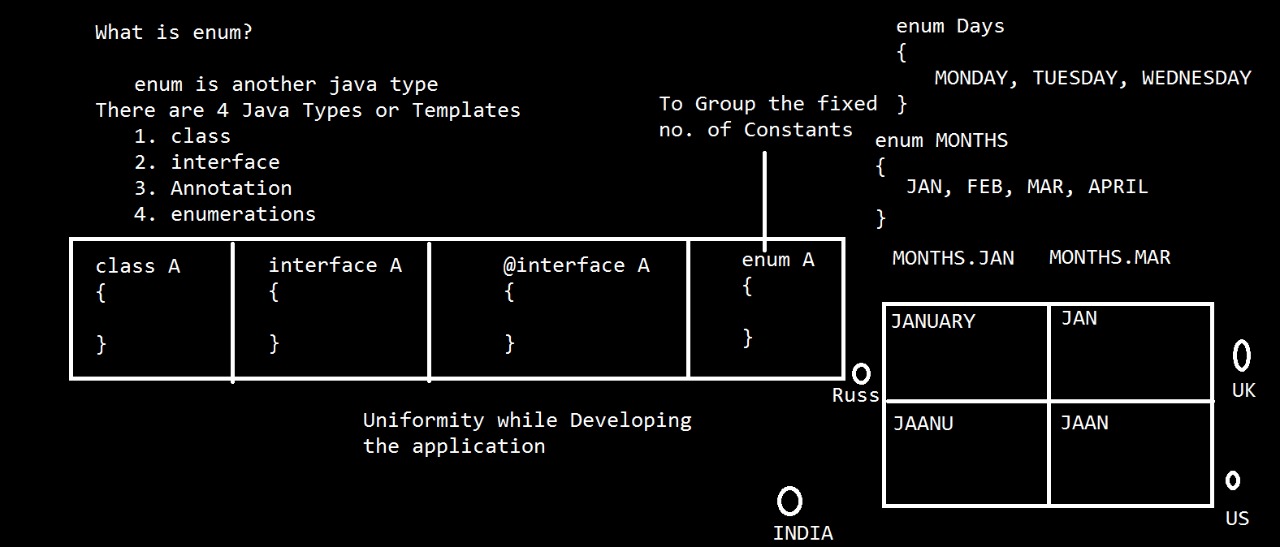 What is enum?
enum is another java type
There are 4 Java Types or Templates
1. class
2. interface
3. Annotation
4. enumerations
To Group the fixed
no. of Constants
enum Days
{
MONDAY, TUESDAY, WEDNESDAY
}
enum MONTHS
{
JAN, FEB, MAR, APRIL
}
MONTHS.JAN MONTHS.MAR
class A
{
}
interface A
{
}
@interface A
{
}
enum A
{
}
Uniformity while Developing
the application
JANUARY
JAN
JAANU
JAAN
Russ
UK
INDIA
US